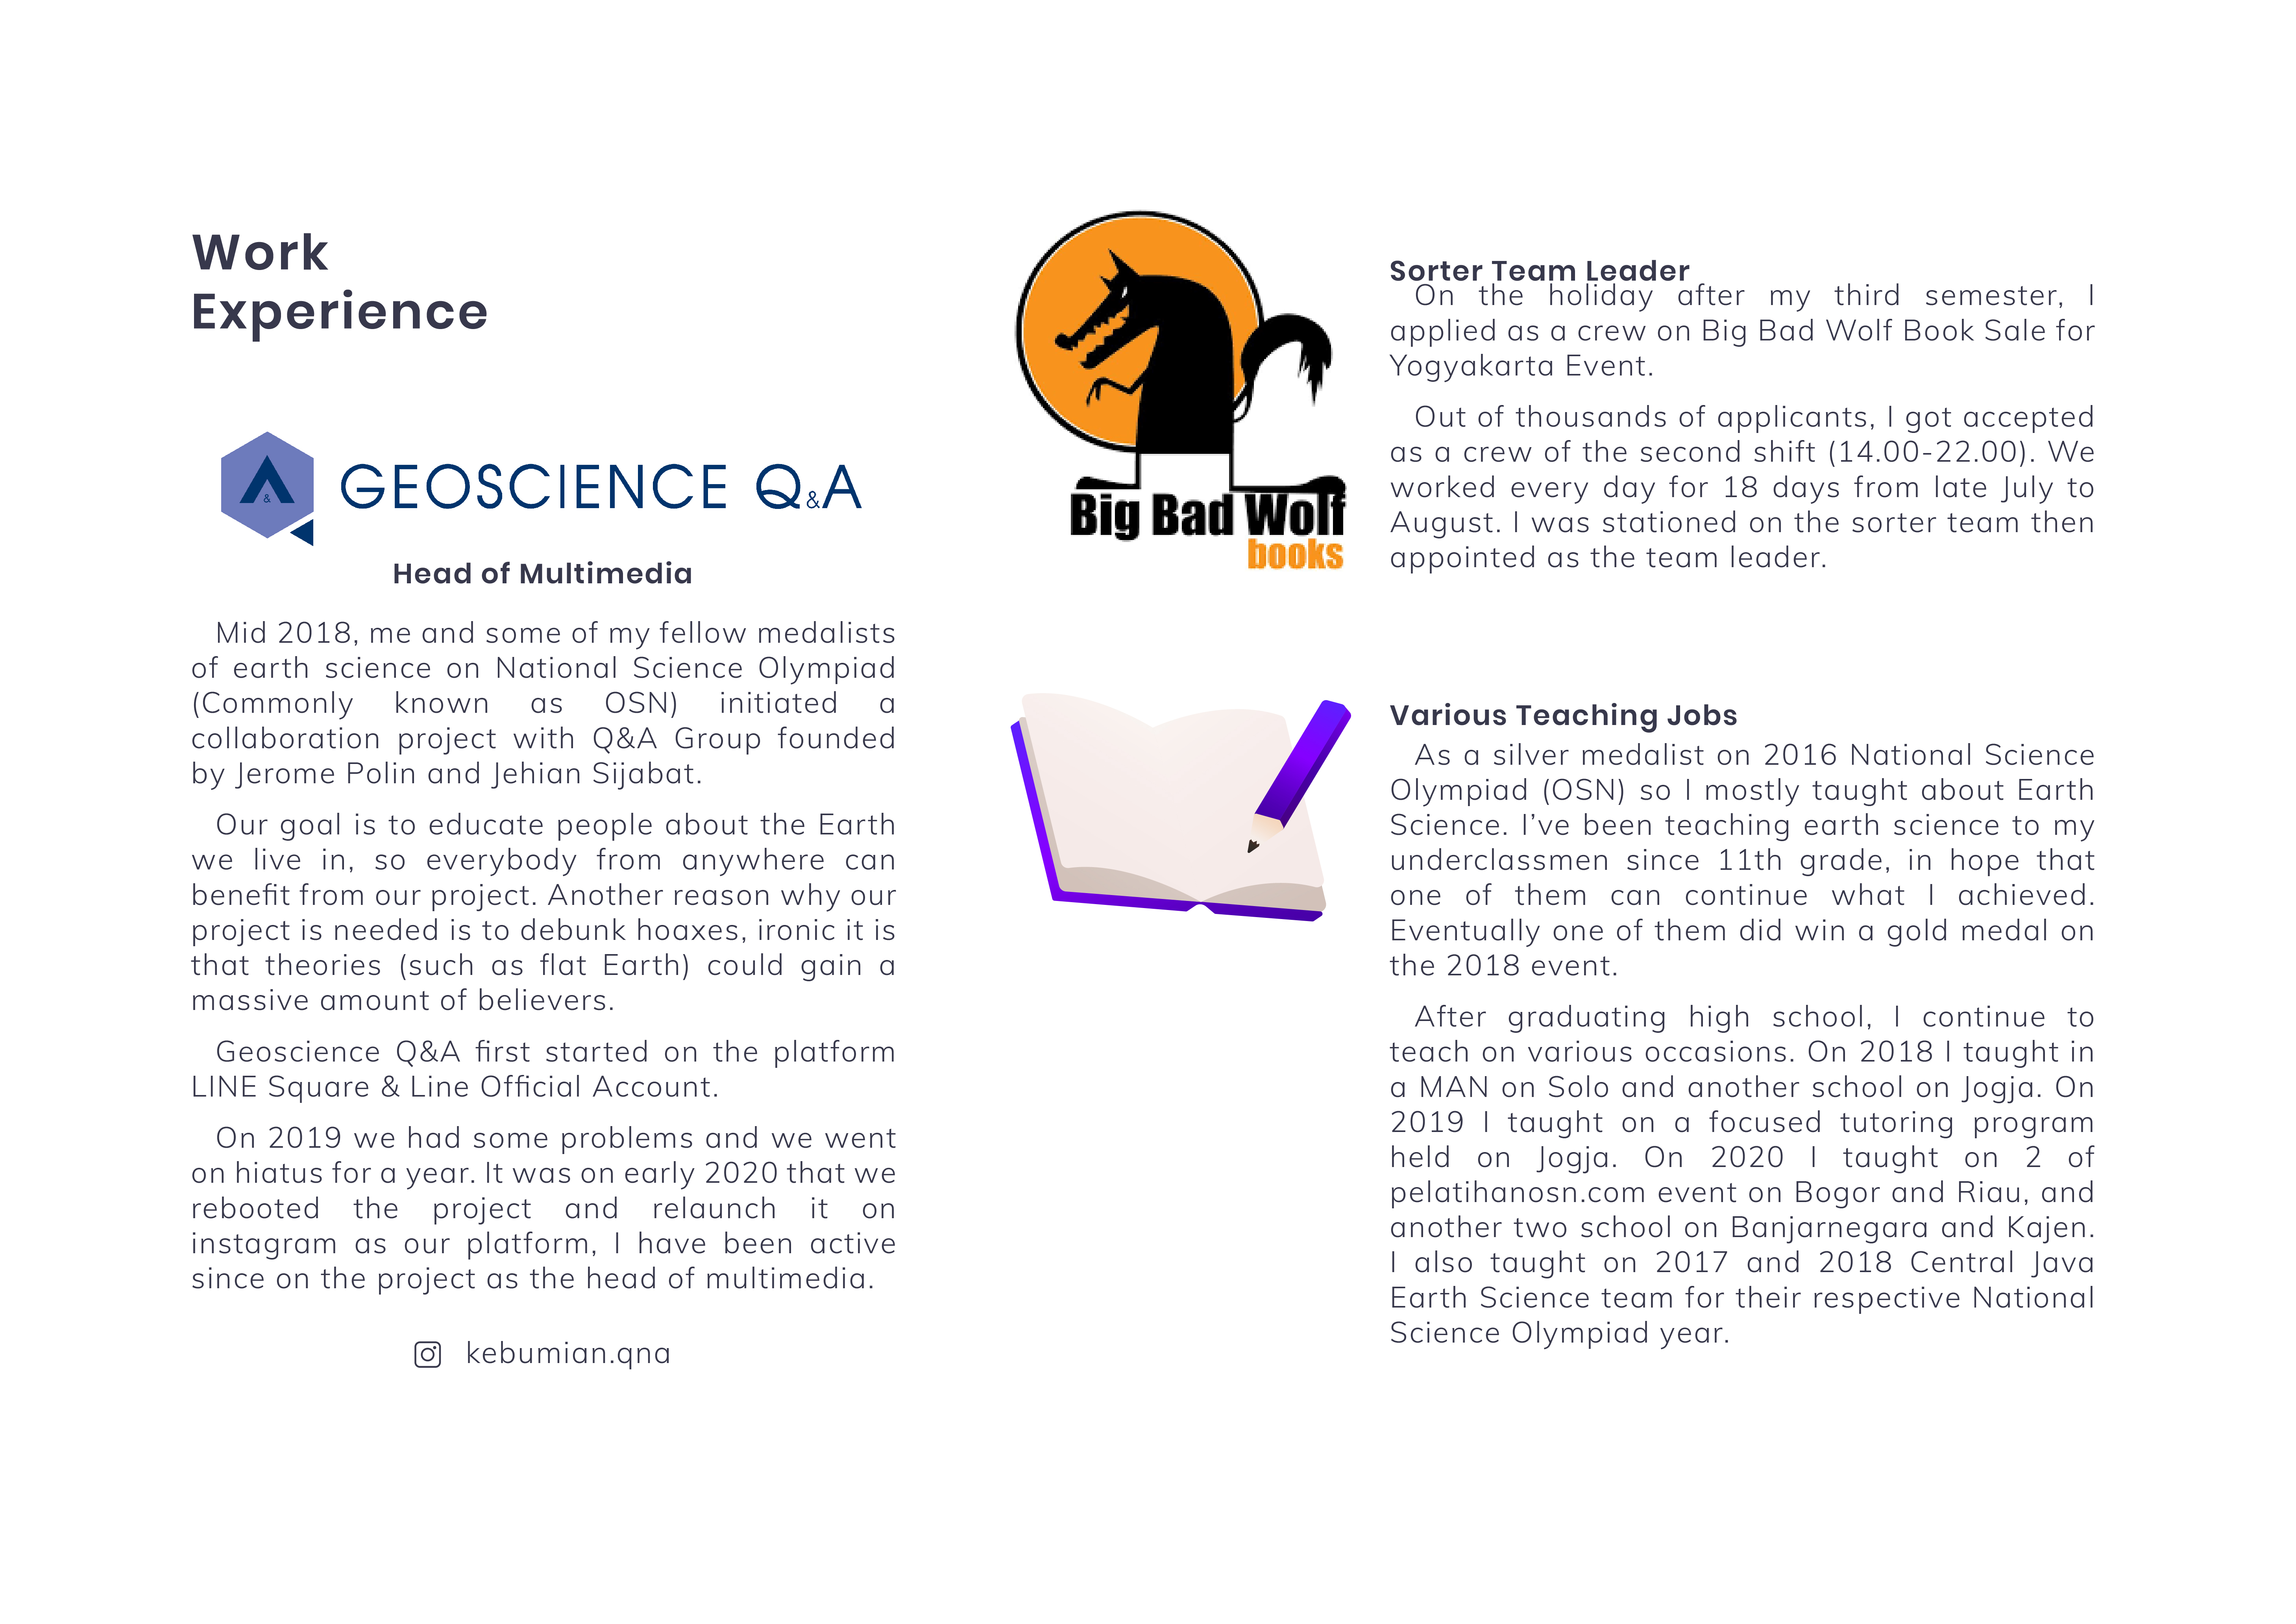 Work
Experience
GEOSCIENCE Q&A
&
Head of Multimedia
Mid 2018, me and some of my fellow medalists
of earth science on National Science Olympiad
(Commonly known as OSN) initiated a
collaboration project with Q&A Group founded
by Jerome Polin and Jehian Sijabat.
Our goal is to educate people about the Earth
we live in, so everybody from anywhere can
benefit from our project. Another reason why our
project is needed is to debunk hoaxes, ironic it is
that theories (such as flat Earth) could gain a
massive amount of believers.
Geoscience Q&A first started on the platform
LINE Square & Line Official Account.
On 2019 we had some problems and we went
on hiatus for a year. It was on early 2020 that we
rebooted the project and relaunch it on
instagram as our platform, I have been active
since on the project as the head of multimedia.
kebumian.qna
Big Bad Wolf
books
Sorter Team Leader
On the holiday after my third semester, I
applied as a crew on Big Bad Wolf Book Sale for
Yogyakarta Event.
Out of thousands of applicants, I got accepted
as a crew of the second shift (14.00-22.00). We
worked every day for 18 days from late July to
August. I was stationed on the sorter team then
appointed as the team leader.
Various Teaching Jobs
As a silver medalist on 2016 National Science
Olympiad (OSN) so I mostly taught about Earth
Science. I’ve been teaching earth science to my
underclassmen since 11th grade, in hope that
one of them can continue what I achieved.
Eventually one of them did win a gold medal on
the 2018 event.
After graduating high school, I continue to
teach on various occasions. On 2018 I taught in
a MAN on Solo and another school on Jogja. On
2019 I taught on a focused tutoring program
held on Jogja. On 2020 I taught on 2 of
pelatihanosn.com event on Bogor and Riau, and
another two school on Banjarnegara and Kajen.
I also taught on 2017 and 2018 Central Java
Earth Science team for their respective National
Science Olympiad year.